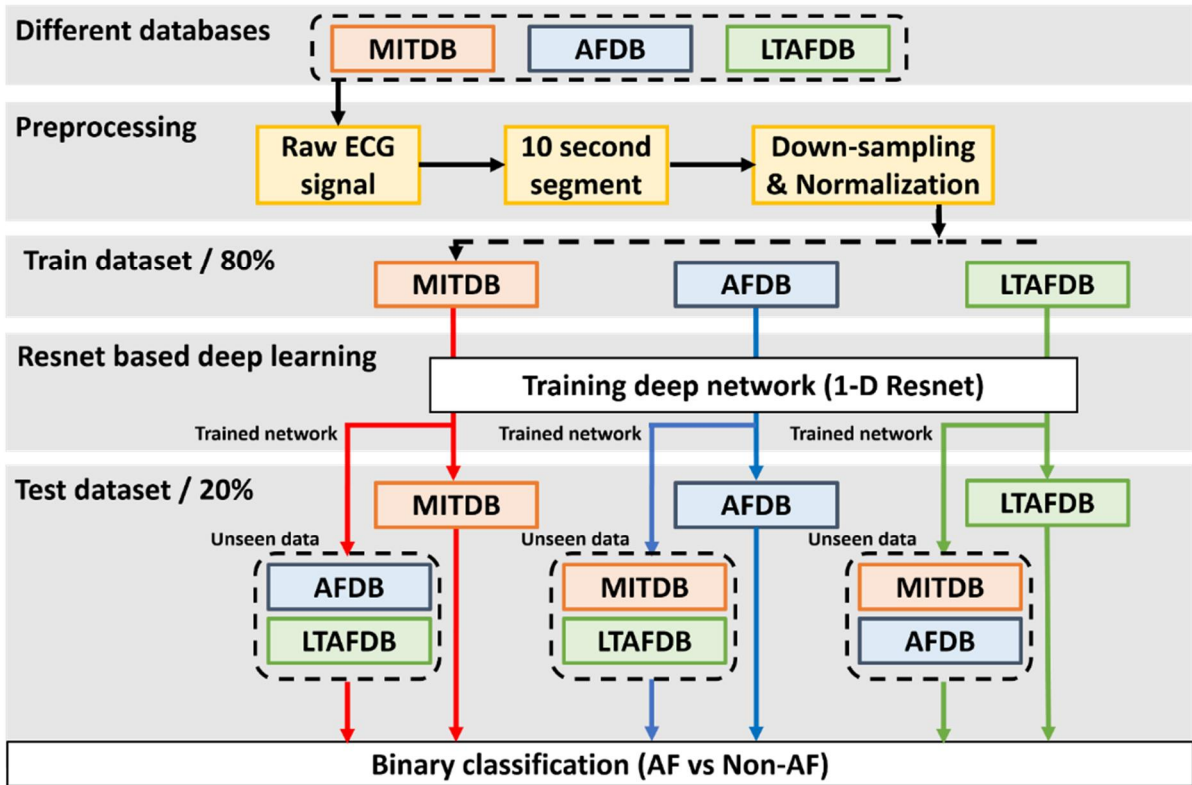 Different databases
MITDB
AFDB
LTAFDB
Preprocessing
Raw ECG
signal
10 second
segment
Down-sampling
& Normalization
Train dataset / 80%
MITDB
AFDB
LTAFDB
Resnet based deep learning
Training deep network (1-D Resnet)
Trained network
Trained network
Trained network
Test dataset / 20%
MITDB
AFDB
LTAFDB
Unseen data
AFDB
LTAFDB
Unseen data
MITDB
LTAFDB
Unseen data
MITDB
AFDB
Binary classification (AF vs Non-AF)